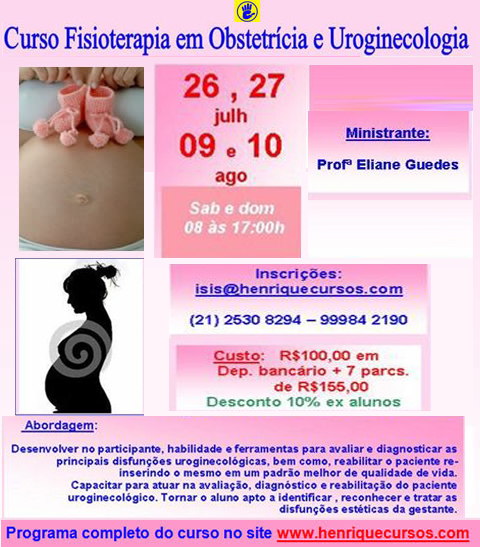 Curso Fisioterapia em Obstetrícia e Uroginecologia
26 , 27
julh
09 e 10
ago
Sab e dom
08 às 17:00h
Ministrante:
Profª Eliane Guedes
Inscrições:
isis@henriquecursos.com
(21) 2530 8294 – 99984 2190
Custo: R$100,00 em
Dep. bancário + 7 parcs.
de R$155,00
Desconto 10% ex alunos
Abordagem:
Desenvolver no participante, habilidade e ferramentas para avaliar e diagnosticar as
principais disfunções uroginecológicas, bem como, reabilitar o paciente re-
inserindo o mesmo em um padrão melhor de qualidade de vida.
Capacitar para atuar na avaliação, diagnóstico e reabilitação do paciente
uroginecológico. Tornar o aluno apto a identificar , reconhecer e tratar as
disfunções estéticas da gestante.
Programa completo do curso no site www.henriquecursos.com